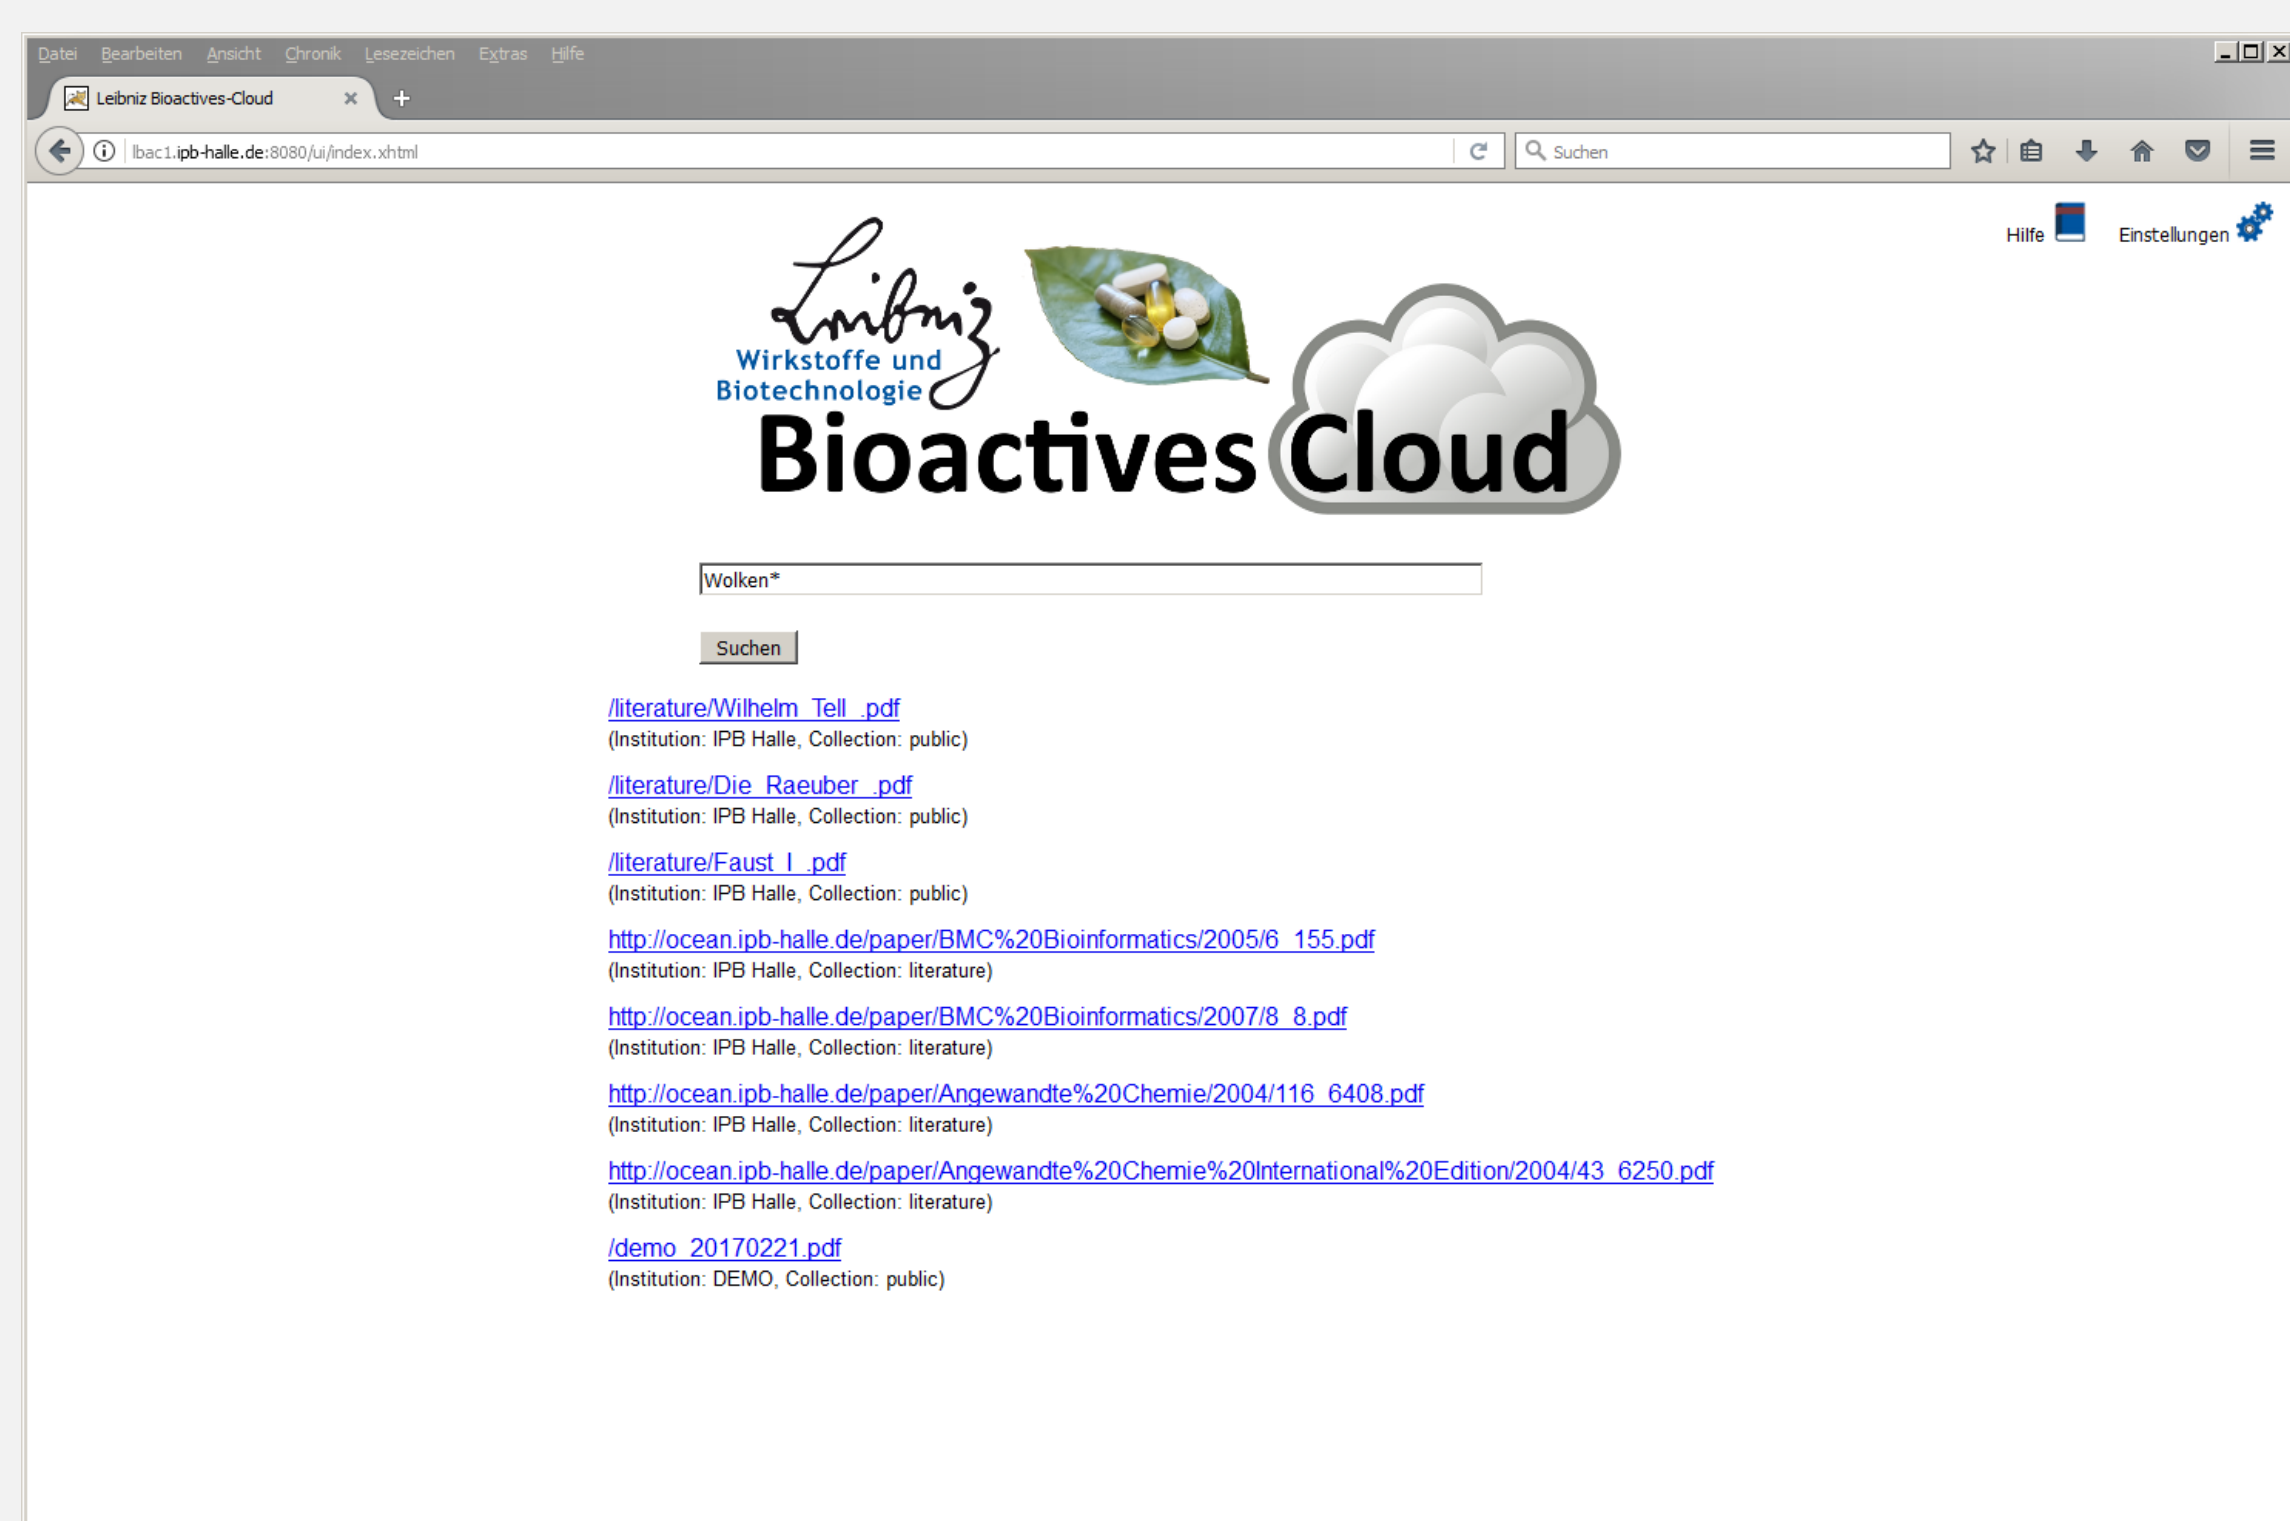 Datei Bearbeiten Ansicht Chronik Lesezeichen Extras Hilfe
Leibniz Bioactives-Cloud
lbac1.ipb-halle.de:8080/ui/index.xhtml
Suchen
Hilfe
Einstellungen
Leibniz
Wirkstoffe und
Biotechnologie
Bioactives Cloud
Wolken*
Suchen
/literature/Wilhelm_Tell_.pdf
(Institution: IPB Halle, Collection: public)
/literature/Die_Raeuber_.pdf
(Institution: IPB Halle, Collection: public)
/literature/Faust_I_.pdf
(Institution: IPB Halle, Collection: public)
http://ocean.ipb-halle.de/paper/BMC%20Bioinformatics/2005/6_155.pdf
(Institution: IPB Halle, Collection: literature)
http://ocean.ipb-halle.de/paper/BMC%20Bioinformatics/2007/8_8.pdf
(Institution: IPB Halle, Collection: literature)
http://ocean.ipb-halle.de/paper/Angewandte%20Chemie/2004/116_6408.pdf
(Institution: IPB Halle, Collection: literature)
http://ocean.ipb-halle.de/paper/Angewandte%20Chemie%20International%20Edition/2004/43_6250.pdf
(Institution: IPB Halle, Collection: literature)
/demo_20170221.pdf
(Institution: DEMO, Collection: public)